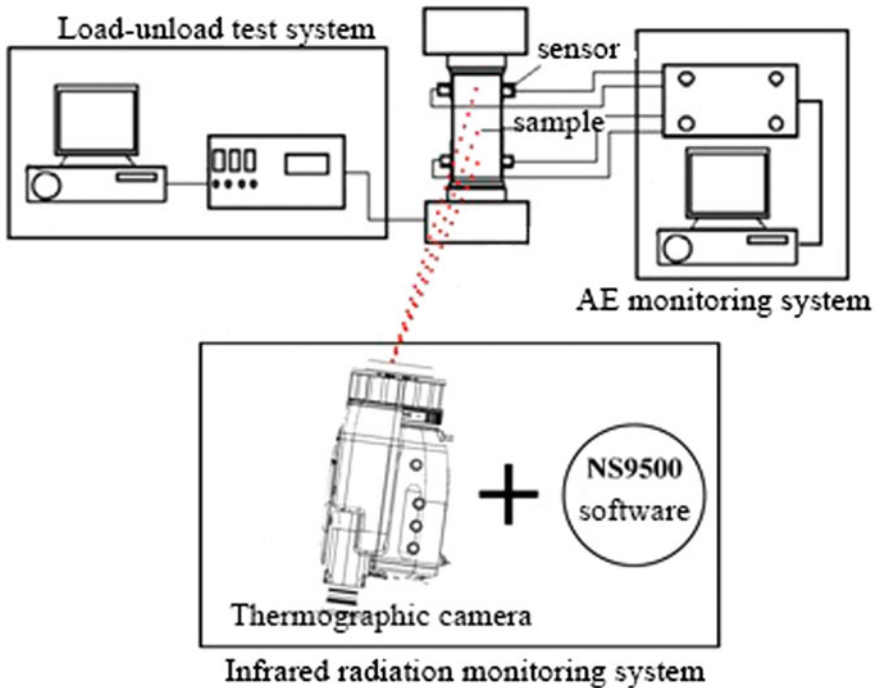 Load-unload test system
sensor
sample
AE monitoring system
NS9500
software
Thermographic camera
Infrared radiation monitoring system